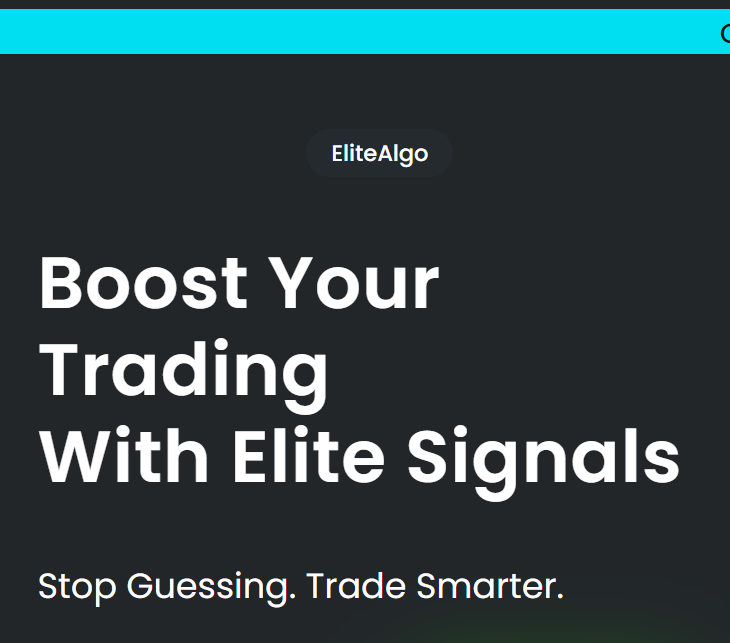 EliteAlgo
Boost Your
Trading
With Elite Signals
Stop Guessing. Trade Smarter.